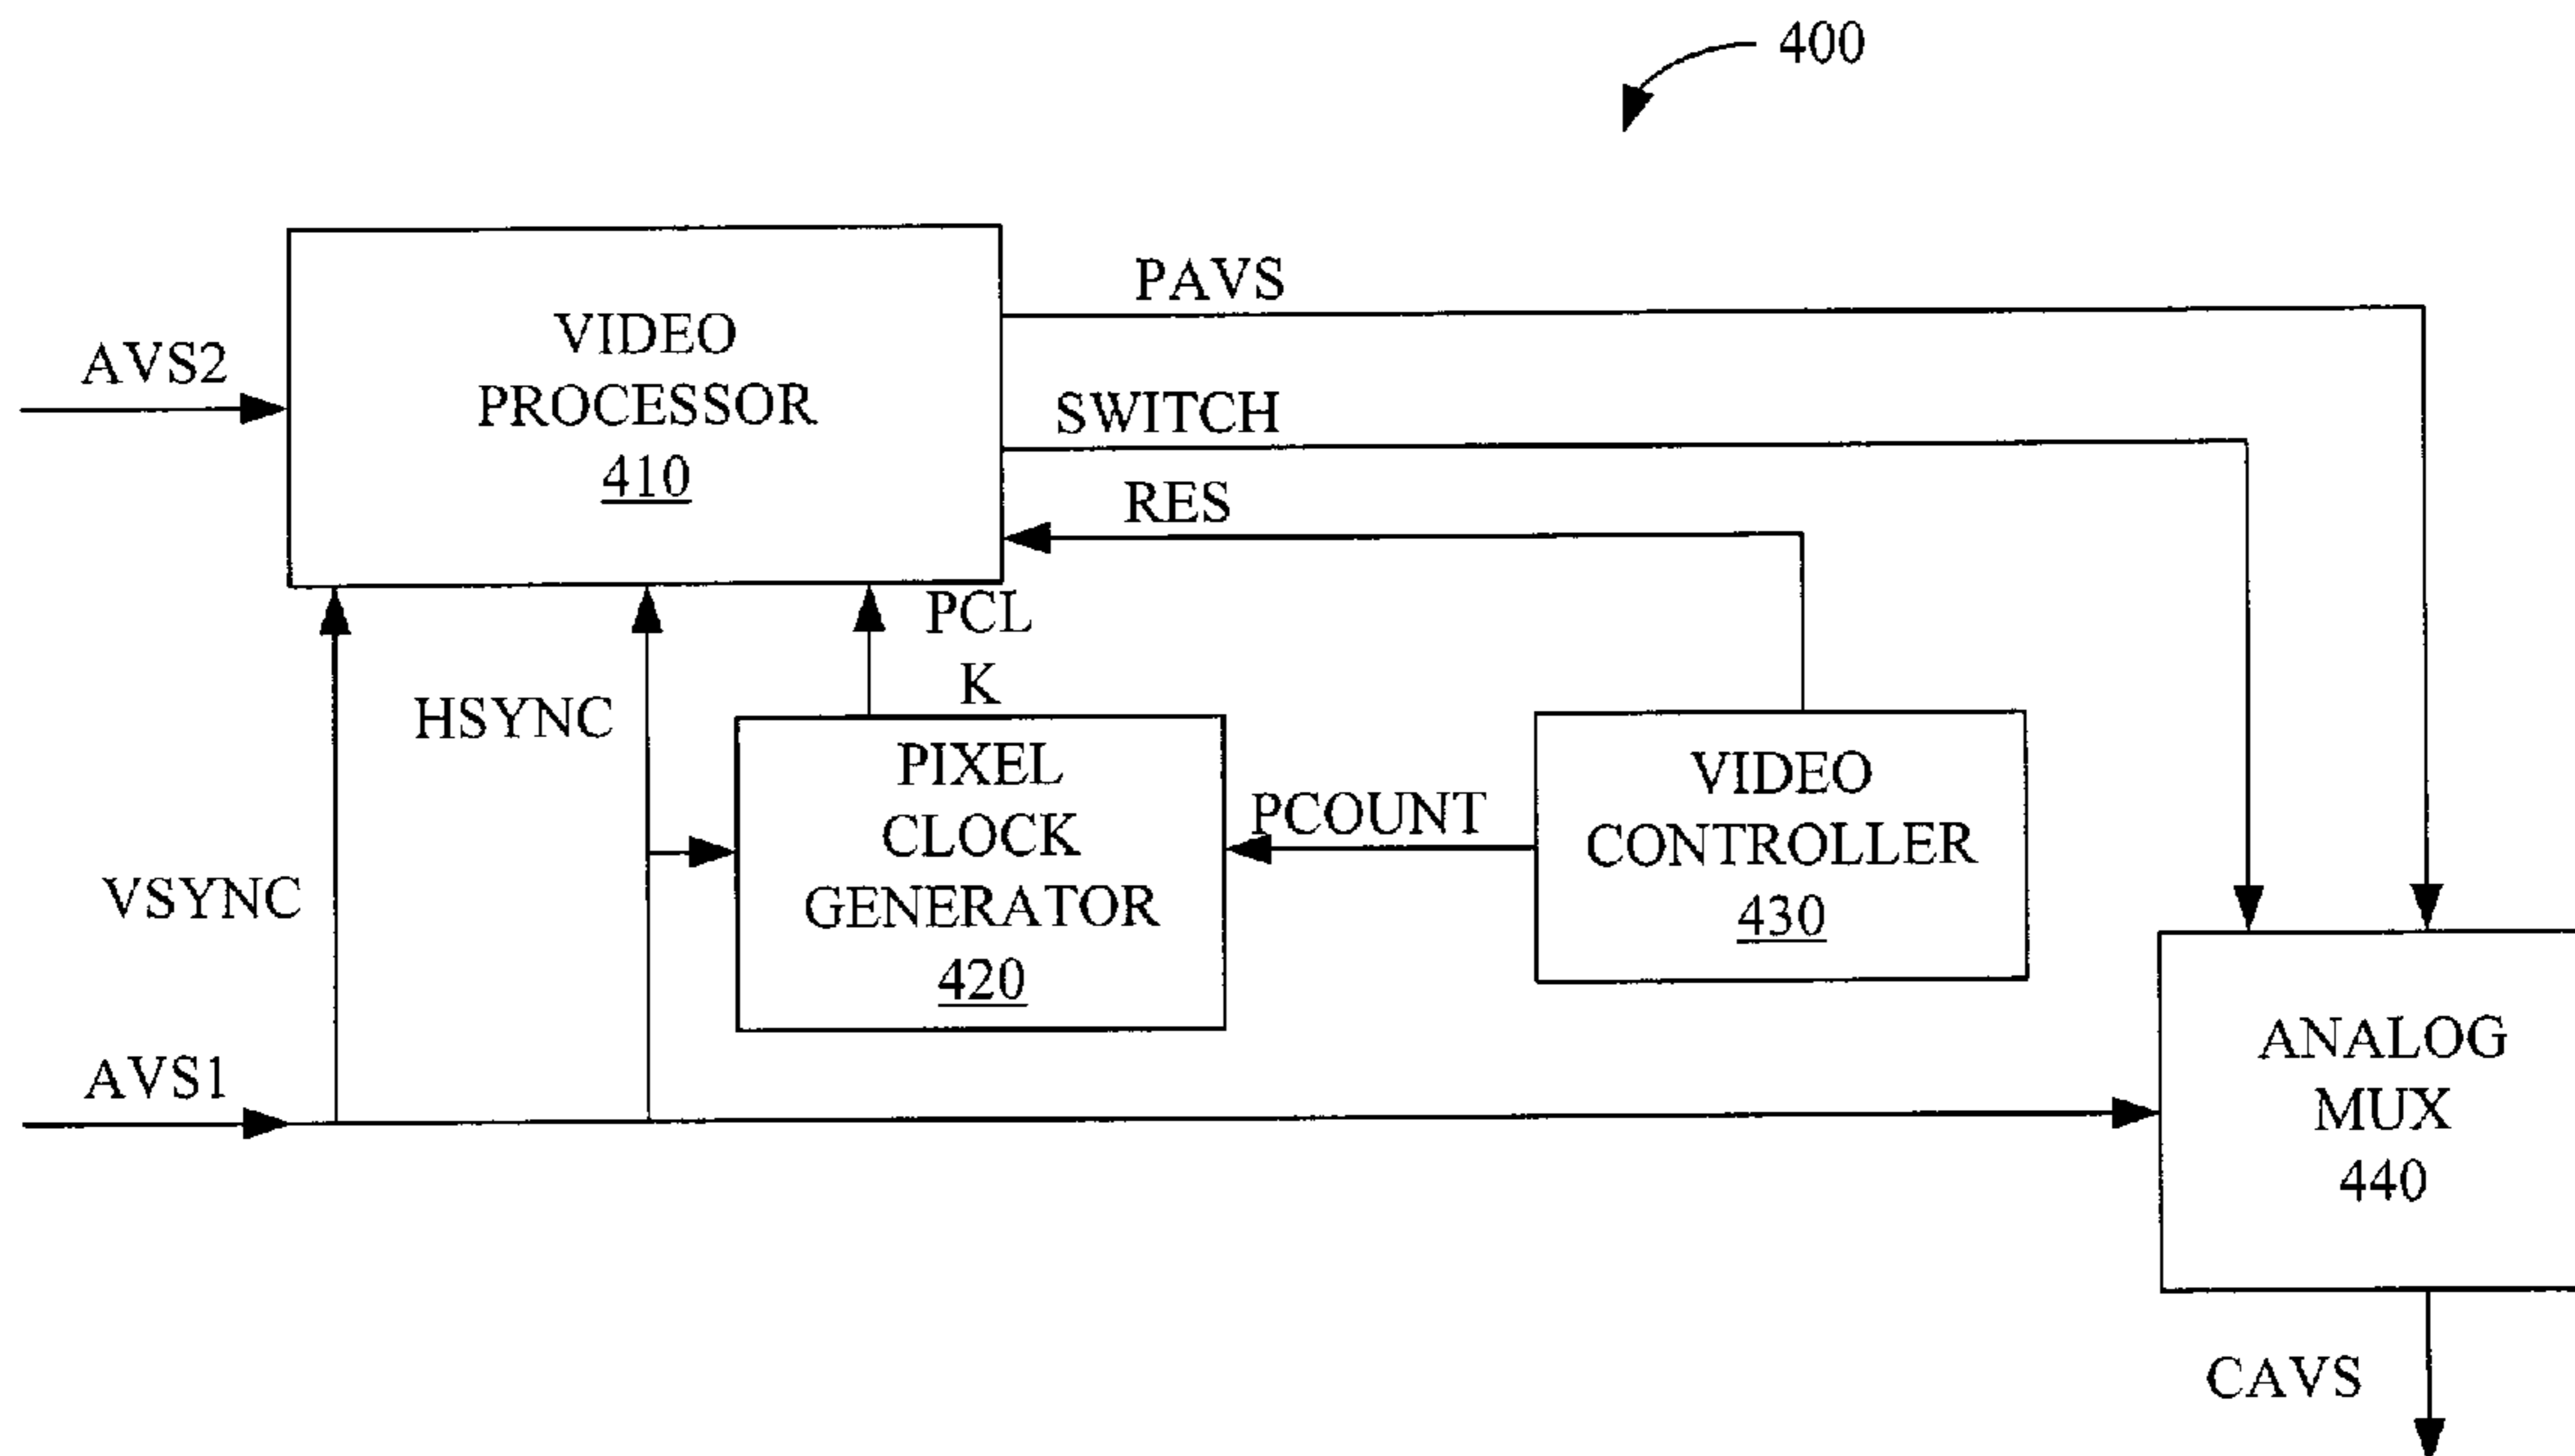 400
VIDEO
PROCESSOR
410
AVS2
PAVS
SWITCH
RES
PCL
K
HSYNC
VSYNC
PIXEL
CLOCK
GENERATOR
420
PCOUNT
VIDEO
CONTROLLER
430
AVS1
ANALOG
MUX
440
CAVS